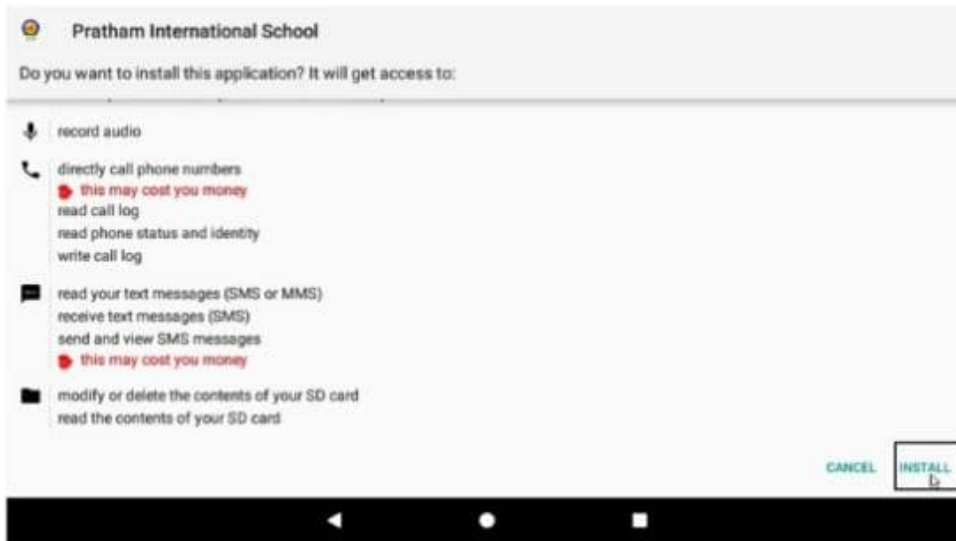 Pratham International School
Do you want to install this application? It will get access to:
record audio
directly call phone numbers
this may cost you money
read call log
read phone status and identity
write call log
read your text messages (SMS or MMS)
receive text messages (SMS)
send and view SMS messages
this may cost you money
modify or delete the contents of your SD card
read the contents of your SD card
CANCEL INSTALL